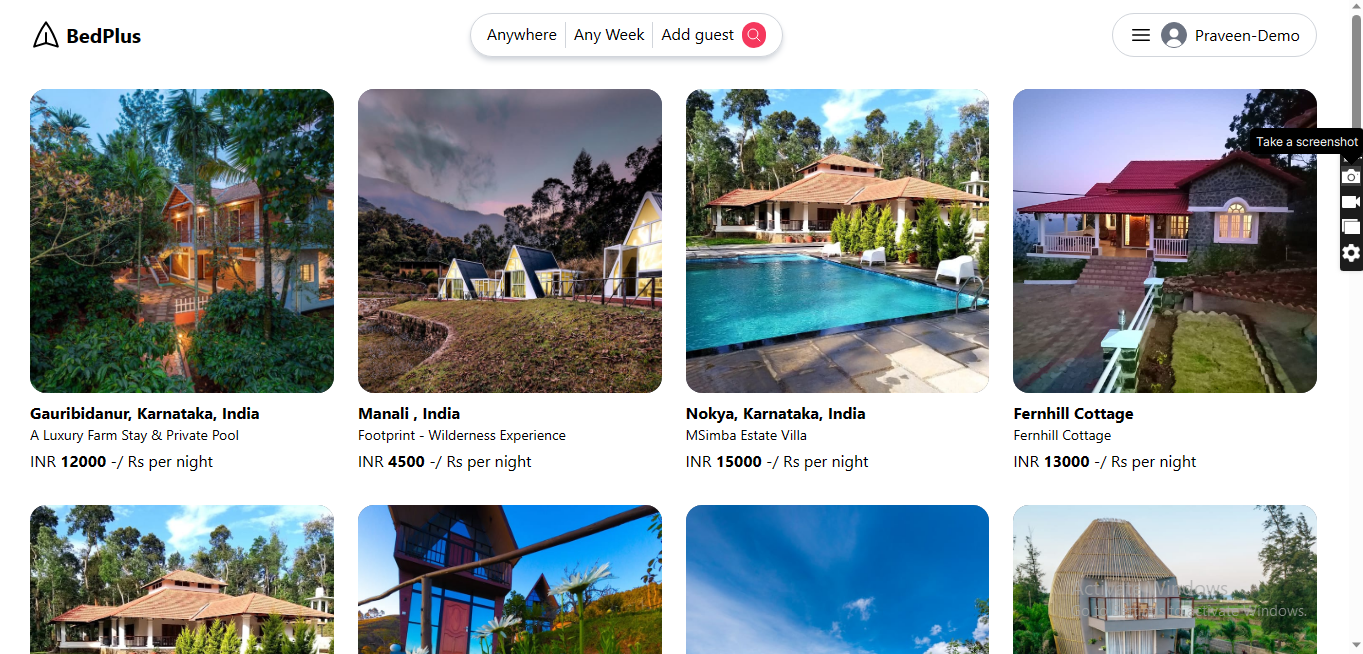 BedPlus
Anywhere
Any Week
Add guest
Praveen-Demo
Take a screenshot
Gauribidanur, Karnataka, India
A Luxury Farm Stay & Private Pool
INR 12000 -/ Rs per night
Manali , India
Footprint - Wilderness Experience
INR 4500 -/ Rs per night
Nokya, Karnataka, India
MSimba Estate Villa
INR 15000 -/ Rs per night
Fernhill Cottage
Fernhill Cottage
INR 13000 -/ Rs per night
Activate Windows
Go to Settings to activate Windows.